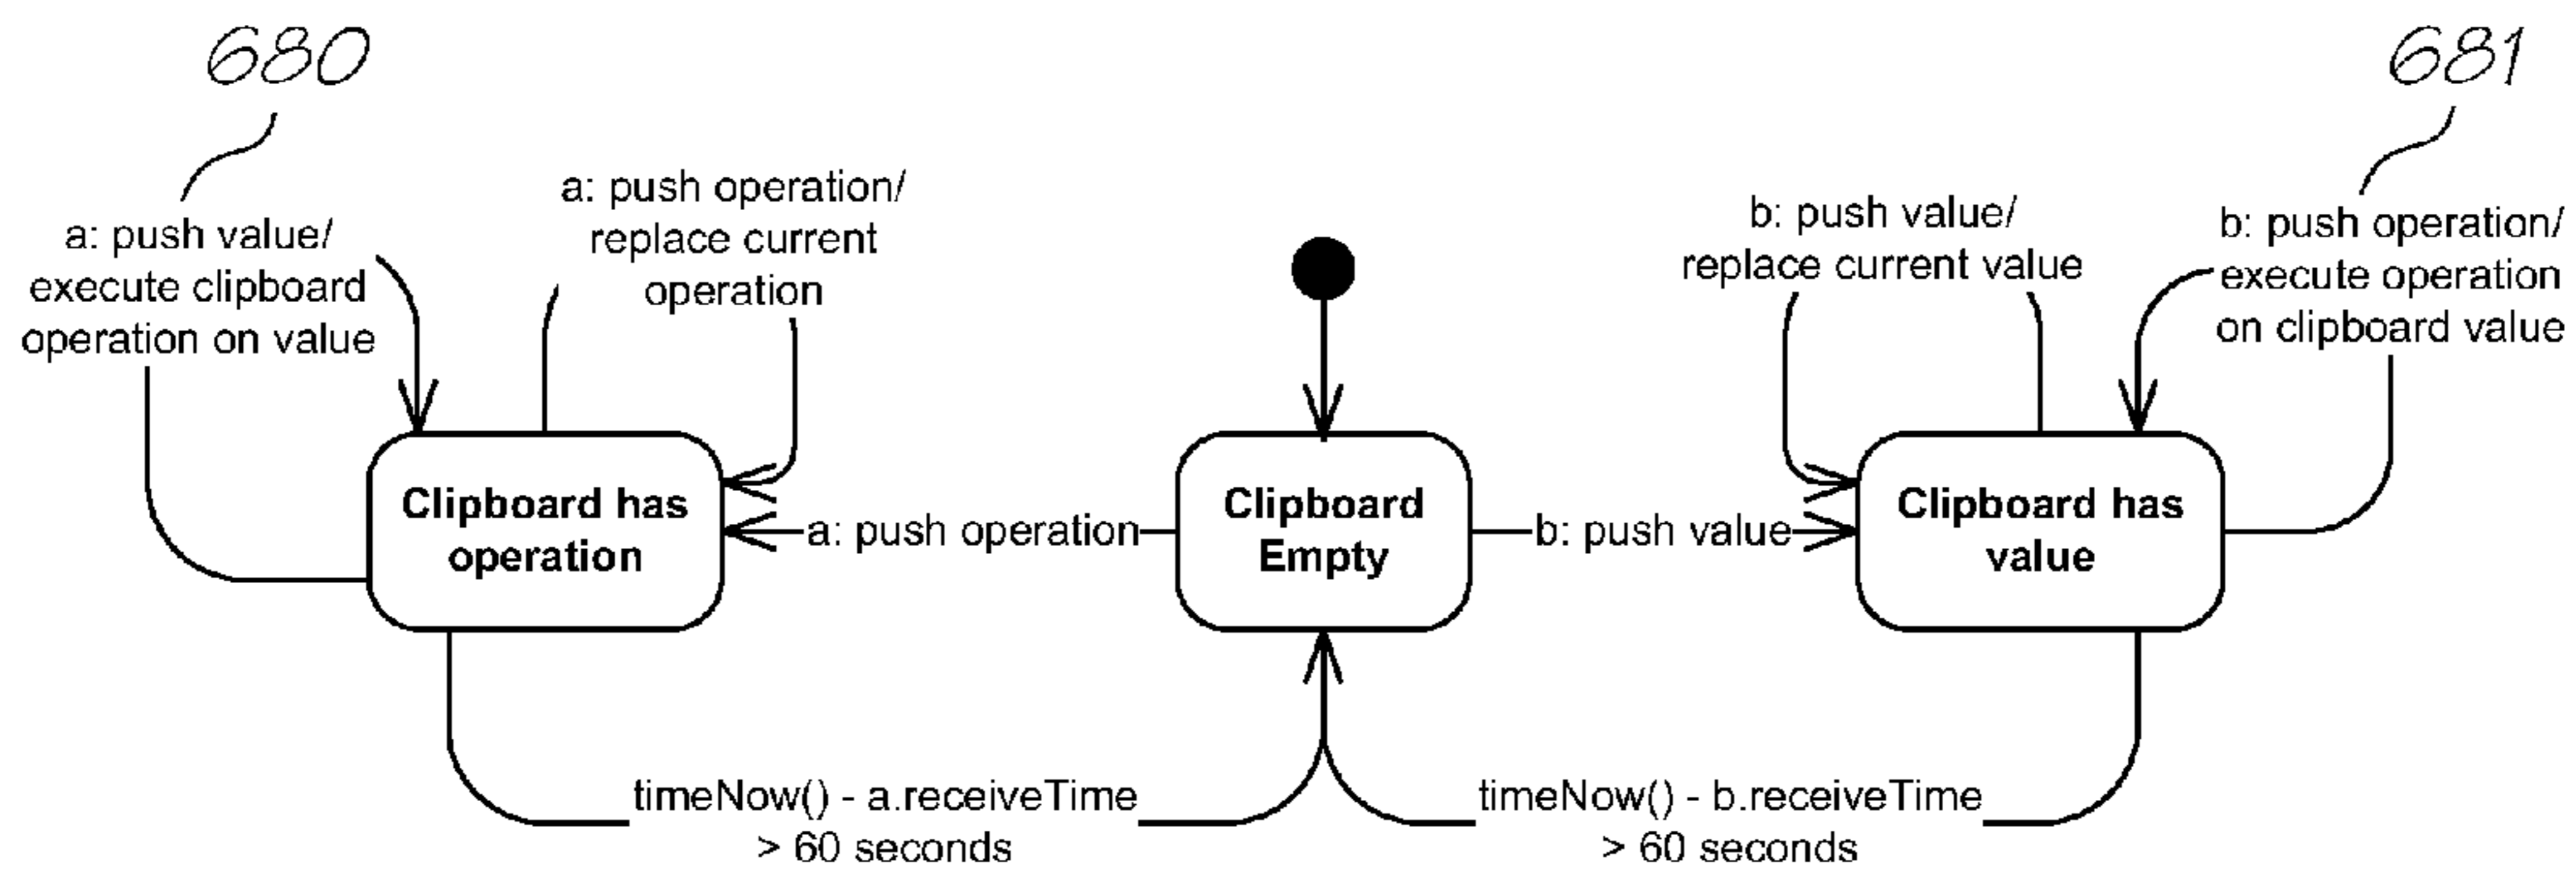 680
681
a: push value/
execute clipboard
operation on value
a: push operation/
replace current
operation
b: push value/
replace current value
b: push operation/
execute operation
on clipboard value
Clipboard has
operation
a: push operation
Clipboard
Empty
b: push value
Clipboard has
value
timeNow() - a.receiveTime
> 60 seconds
timeNow() - b.receiveTime
> 60 seconds